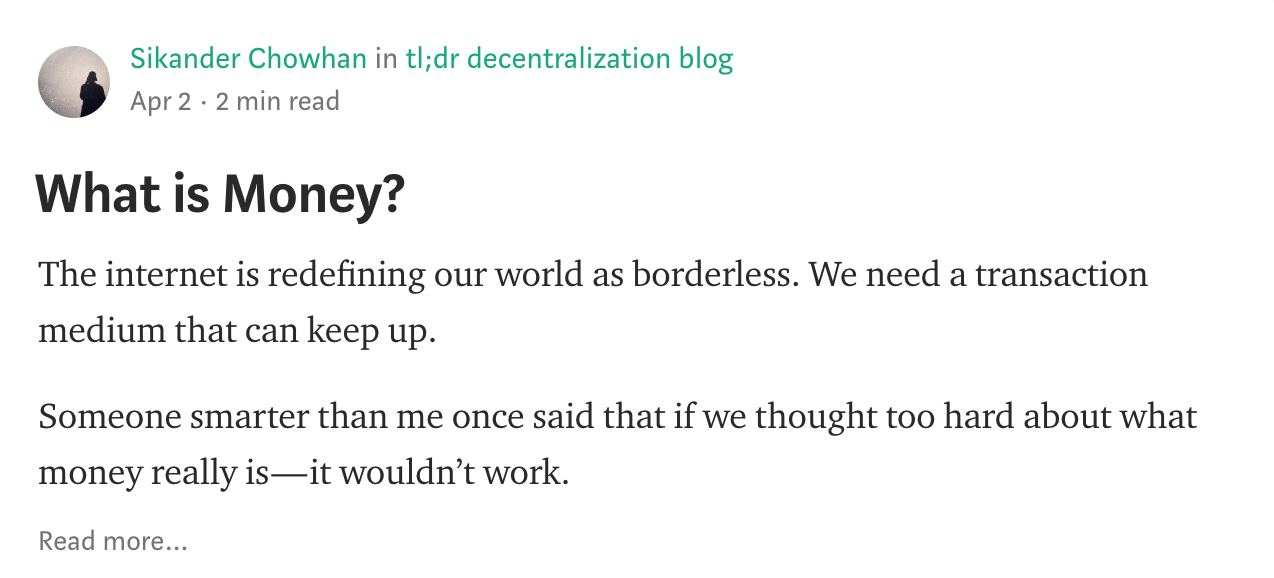 Sikander Chowhan in tl;dr decentralization blog
Apr 2 · 2 min read
What is Money?
The internet is redefining our world as borderless. We need a transaction
medium that can keep up.
Someone smarter than me once said that if we thought too hard about what
money really is—it wouldn’t work.
Read more...